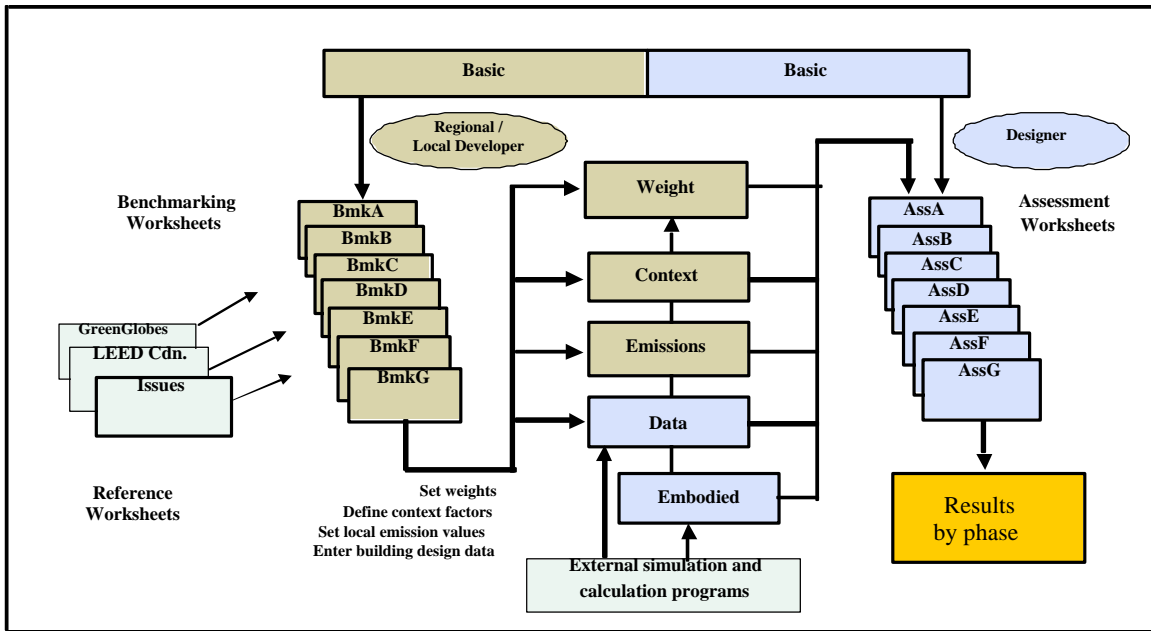 Basic
Basic
Regional /
Local Developer
Designer
Benchmarking
Worksheets
BmkA
BmkB
BmkC
BmkD
BmkE
BmkF
BmkG
GreenGlobes
LEED Cdn.
Issues
Reference
Worksheets
Weight
Context
Emissions
Data
Embodied
Set weights
Define context factors
Set local emission values
Enter building design data
External simulation and
calculation programs
AssA
AssB
AssC
AssD
AssE
AssF
AssG
Assessment
Worksheets
Results
by phase